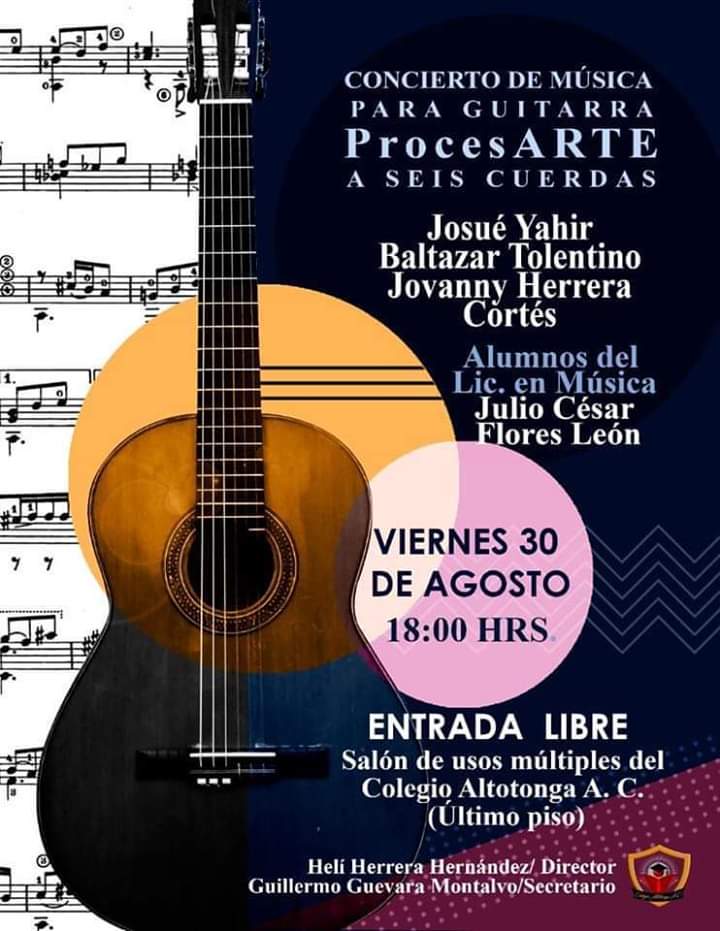 CONCIERTO DE MÚSICA
PARA GUITARRA
ProcesARTE
A SEIS CUERDAS
Josué Yahir
Baltazar Tolentino
Jovanny Herrera
Cortés
Alumnos del
Lic. en Música
Julio César
Flores León
VIERNES 30
DE AGOSTO
18:00 HRS.
ENTRADA LIBRE
Salón de usos múltiples del
Colegio Altotonga A. C.
(Último piso)
Helí Herrera Hernández/ Director
Guillermo Guevara Montalvo/Secretario